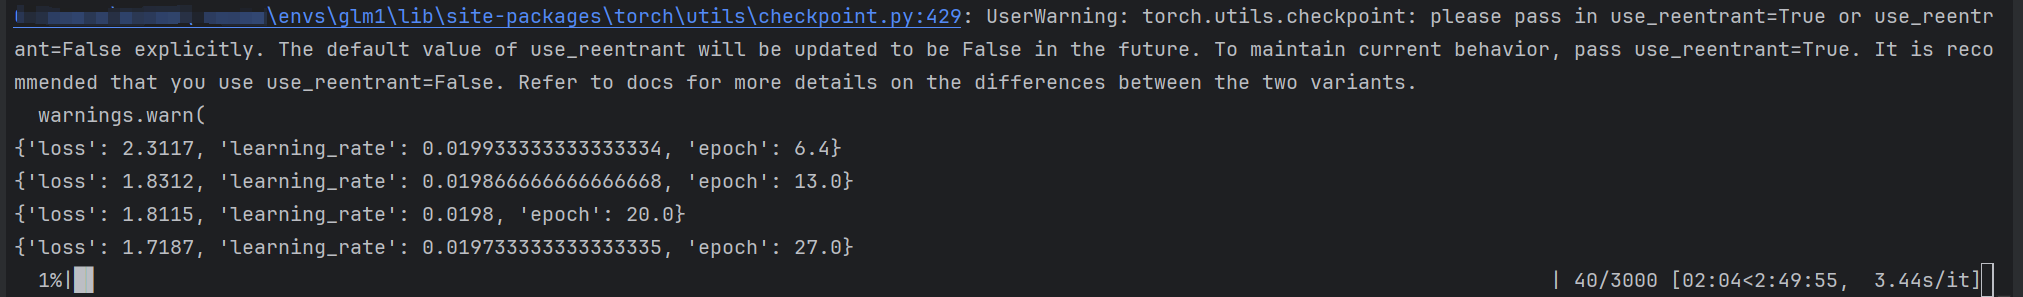 \envs\glm1\lib\site-packages\torch\utils\checkpoint.py:429: UserWarning: torch.utils.checkpoint: please pass in use_reentrant=True or use_reentr
ant=False explicitly. The default value of use_reentrant will be updated to be False in the future. To maintain current behavior, pass use_reentrant=True. It is reco
mmended that you use use_reentrant=False. Refer to docs for more details on the differences between the two variants.
  warnings.warn(
{'loss': 2.3117, 'learning_rate': 0.019933333333333334, 'epoch': 6.4}
{'loss': 1.8312, 'learning_rate': 0.019866666666666668, 'epoch': 13.0}
{'loss': 1.8115, 'learning_rate': 0.0198, 'epoch': 20.0}
{'loss': 1.7187, 'learning_rate': 0.019733333333333335, 'epoch': 27.0}
  1%|██ | 40/3000 [02:04<2:49:55,  3.44s/it]